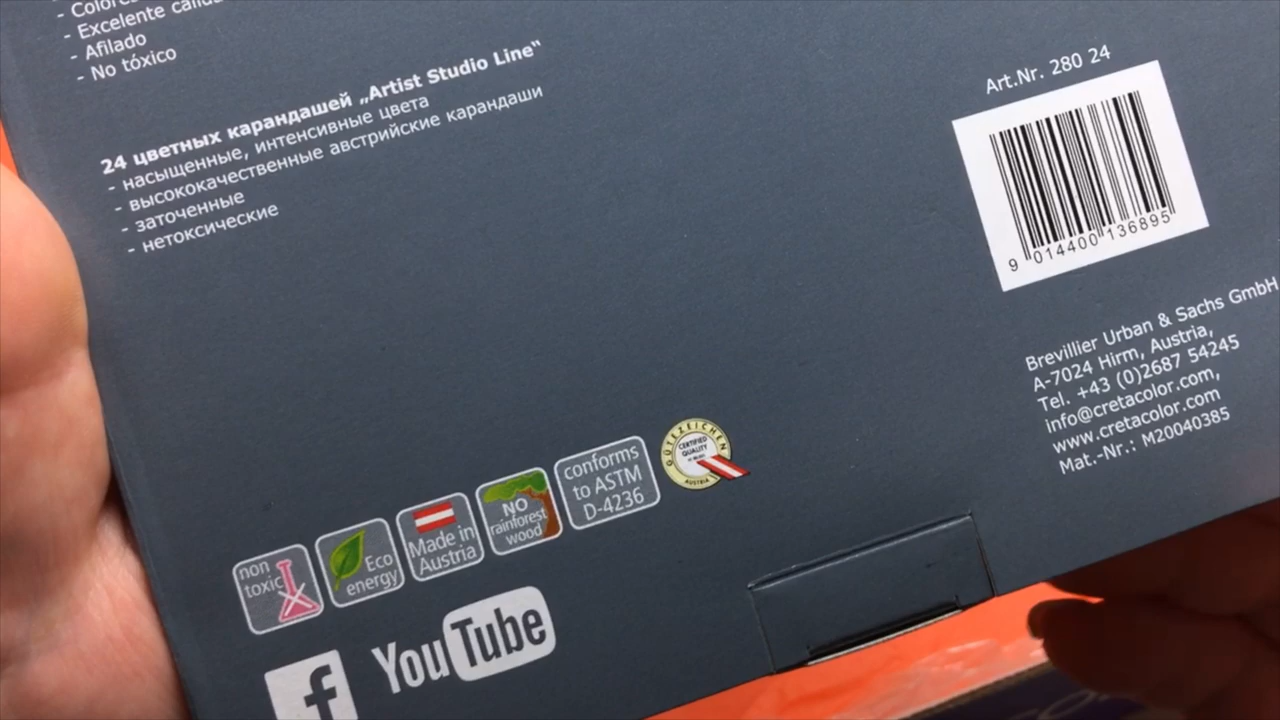 - Colores
- Excelente calidad
- Afilado
- No tóxico
24 цветных карандашей „Artist Studio Line“
- насыщенные, интенсивные цвета
- высококачественные австрийские карандаши
- заточенные
- нетоксические
Art.Nr. 280 24
9 014400 136895
Brevillier Urban & Sachs GmbH
A-7024 Hirm, Austria,
Tel. +43 (0)2687 54245
info@cretacolor.com,
www.cretacolor.com
Mat.-Nr.: M20040385
non
toxic
Eco
energy
Made in
Austria
NO
rainforest
wood
conforms
to ASTM
D-4236
GÜTEZEICHEN
CERTIFIED
QUALITY
AUSTRIA
f
YouTube